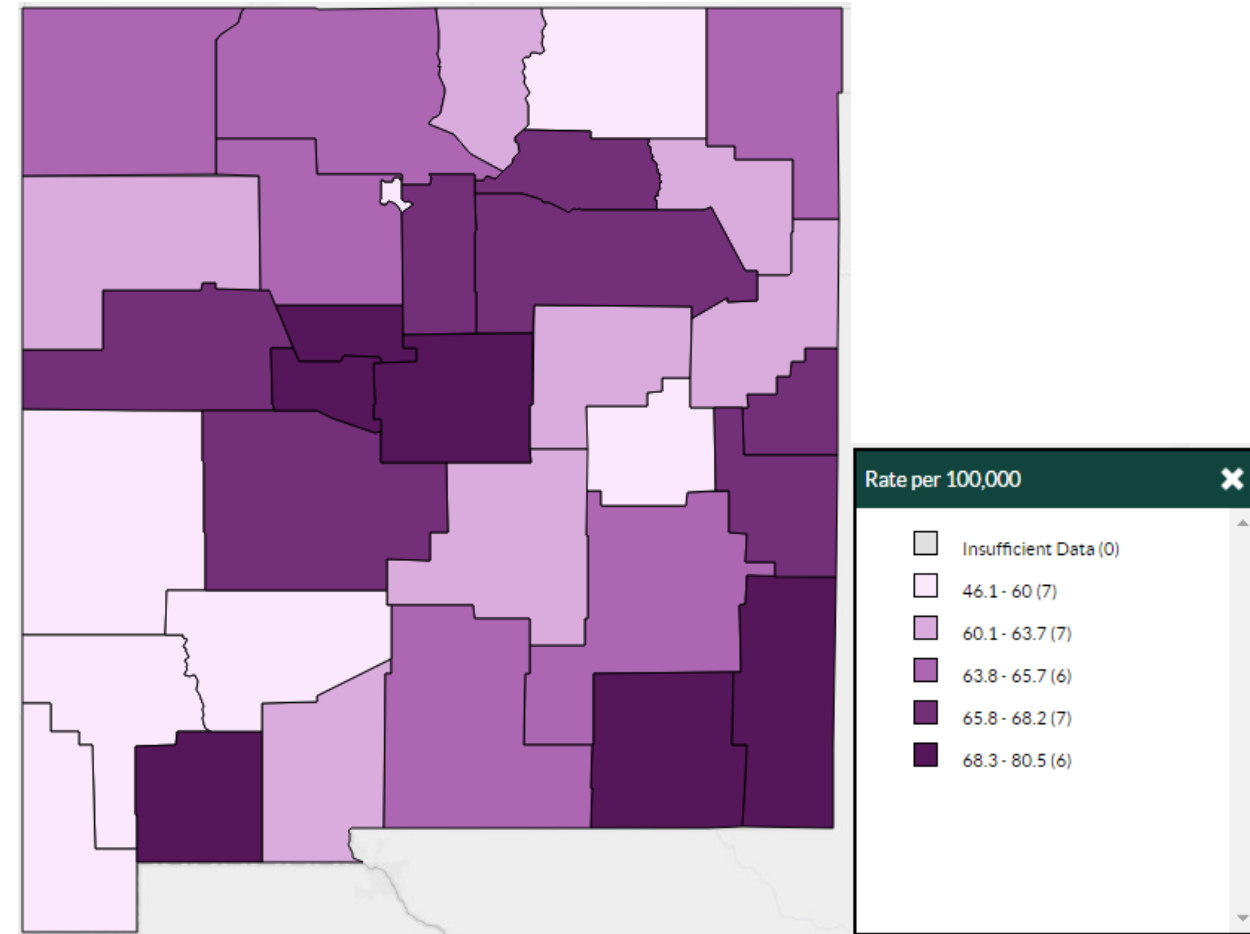 Rate per 100,000
Insufficient Data (0)
46.1 - 60 (7)
60.1 - 63.7 (7)
63.8 - 65.7 (6)
65.8 - 68.2 (7)
68.3 - 80.5 (6)